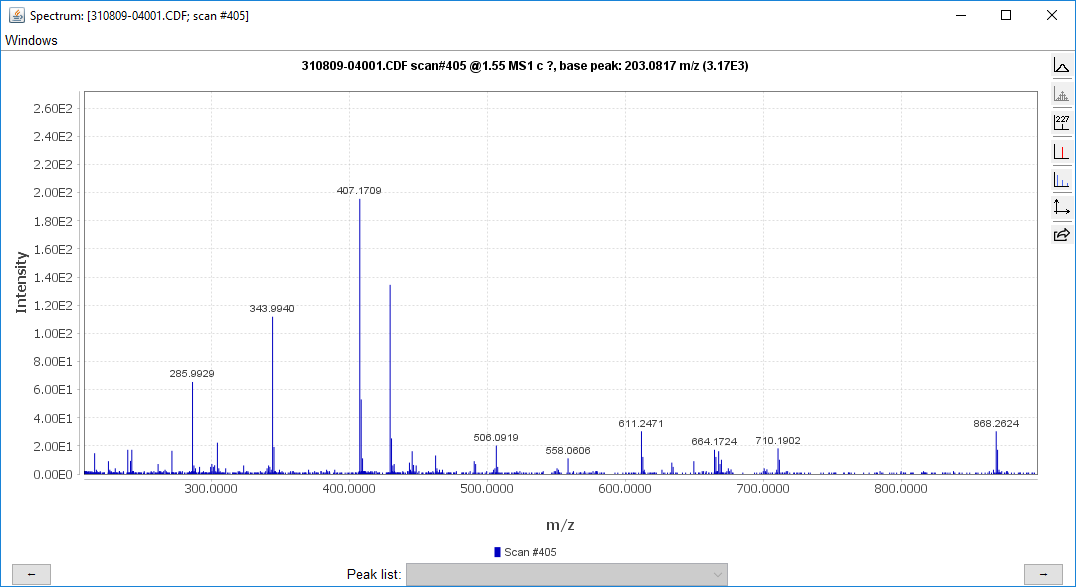 Spectrum: [310809-04001.CDF; scan #405]
Windows
310809-04001.CDF scan#405 @1.55 MS1 c ?, base peak: 203.0817 m/z (3.17E3)
227
2.60E2
2.40E2
2.20E2
2.00E2
1.80E2
1.60E2
1.40E2
1.20E2
1.00E2
8.00E1
6.00E1
4.00E1
2.00E1
0.00E0
Intensity
407.1709
343.9940
285.9929
506.0919
558.0606
611.2471
664.1724
710.1902
868.2624
300.0000
400.0000
500.0000
600.0000
700.0000
800.0000
m/z
Scan #405
Peak list: